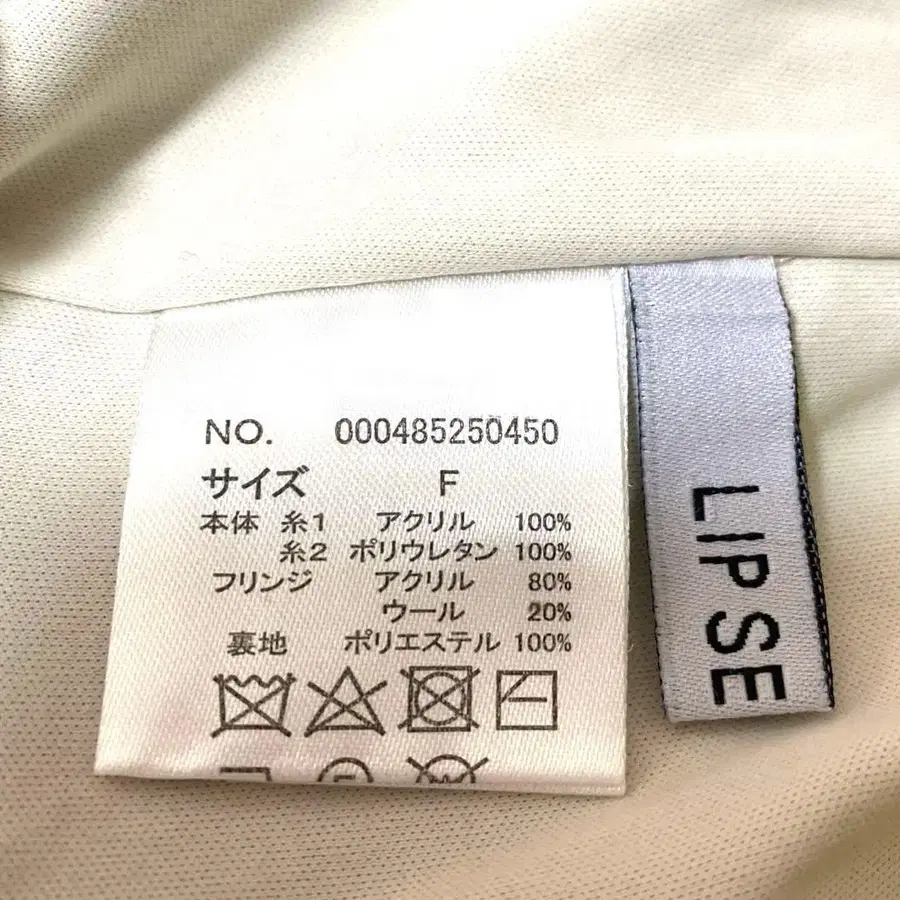 NO. 000485250450
サイズ F
本体 糸1 アクリル 100%
糸2 ポリウレタン 100%
フリンジ アクリル 80%
ウール 20%
裏地 ポリエステル 100%
LIPSE